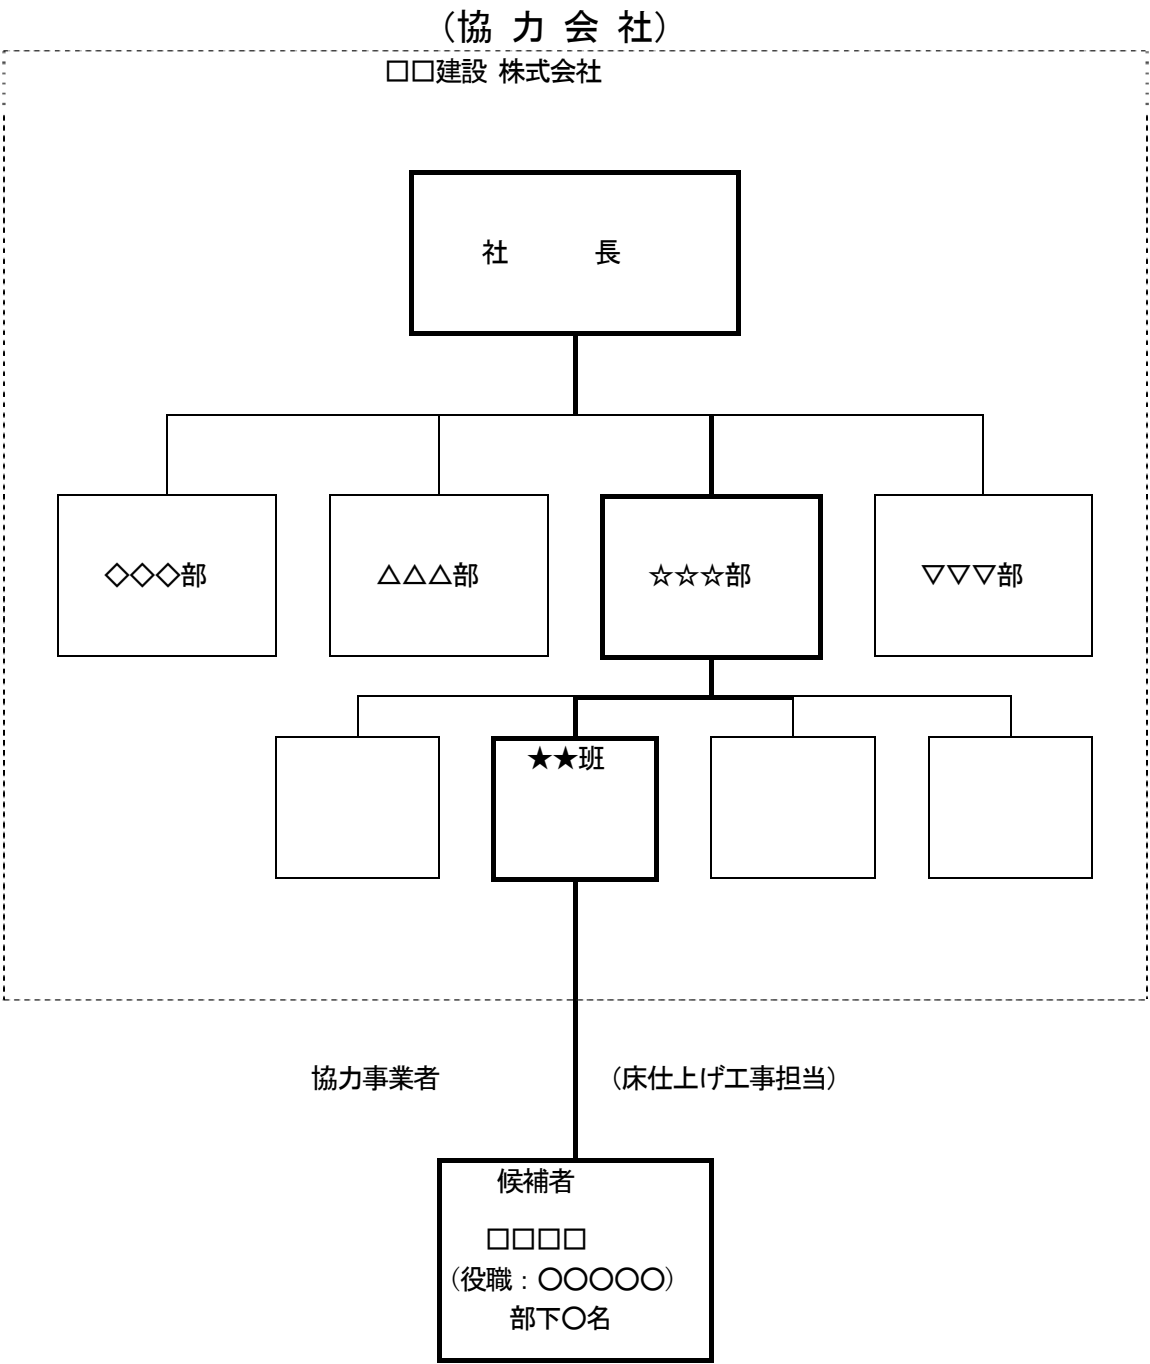 （協 力 会 社）
□□建設 株式会社
社 長
◇◇◇部
△△△部
☆☆☆部
▽▽▽部
★★班
協力事業者
（床仕上げ工事担当）
候補者
□□□□
（役職：〇〇〇〇〇）
部下〇名